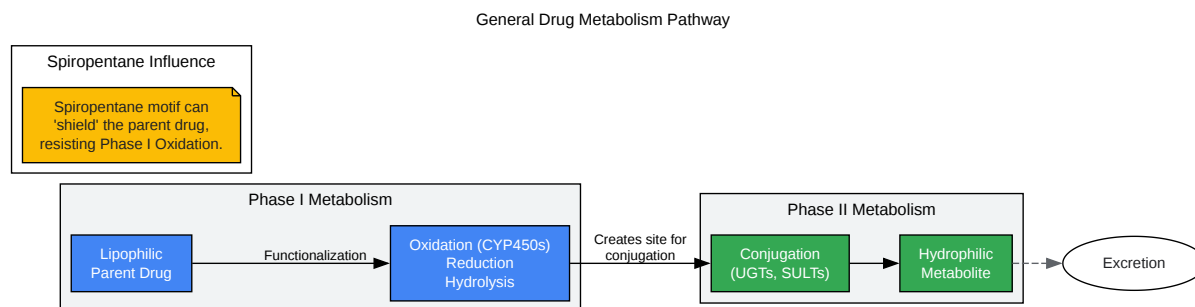 General Drug Metabolism Pathway
Spiropentane Influence
Spiropentane motif can
'shield' the parent drug,
resisting Phase I Oxidation.
Phase I Metabolism
Lipophilic
Parent Drug
Functionalization
Oxidation (CYP450s)
Reduction
Hydrolysis
Creates site for
conjugation
Phase II Metabolism
Conjugation
(UGTs, SULTs)
Hydrophilic
Metabolite
Excretion